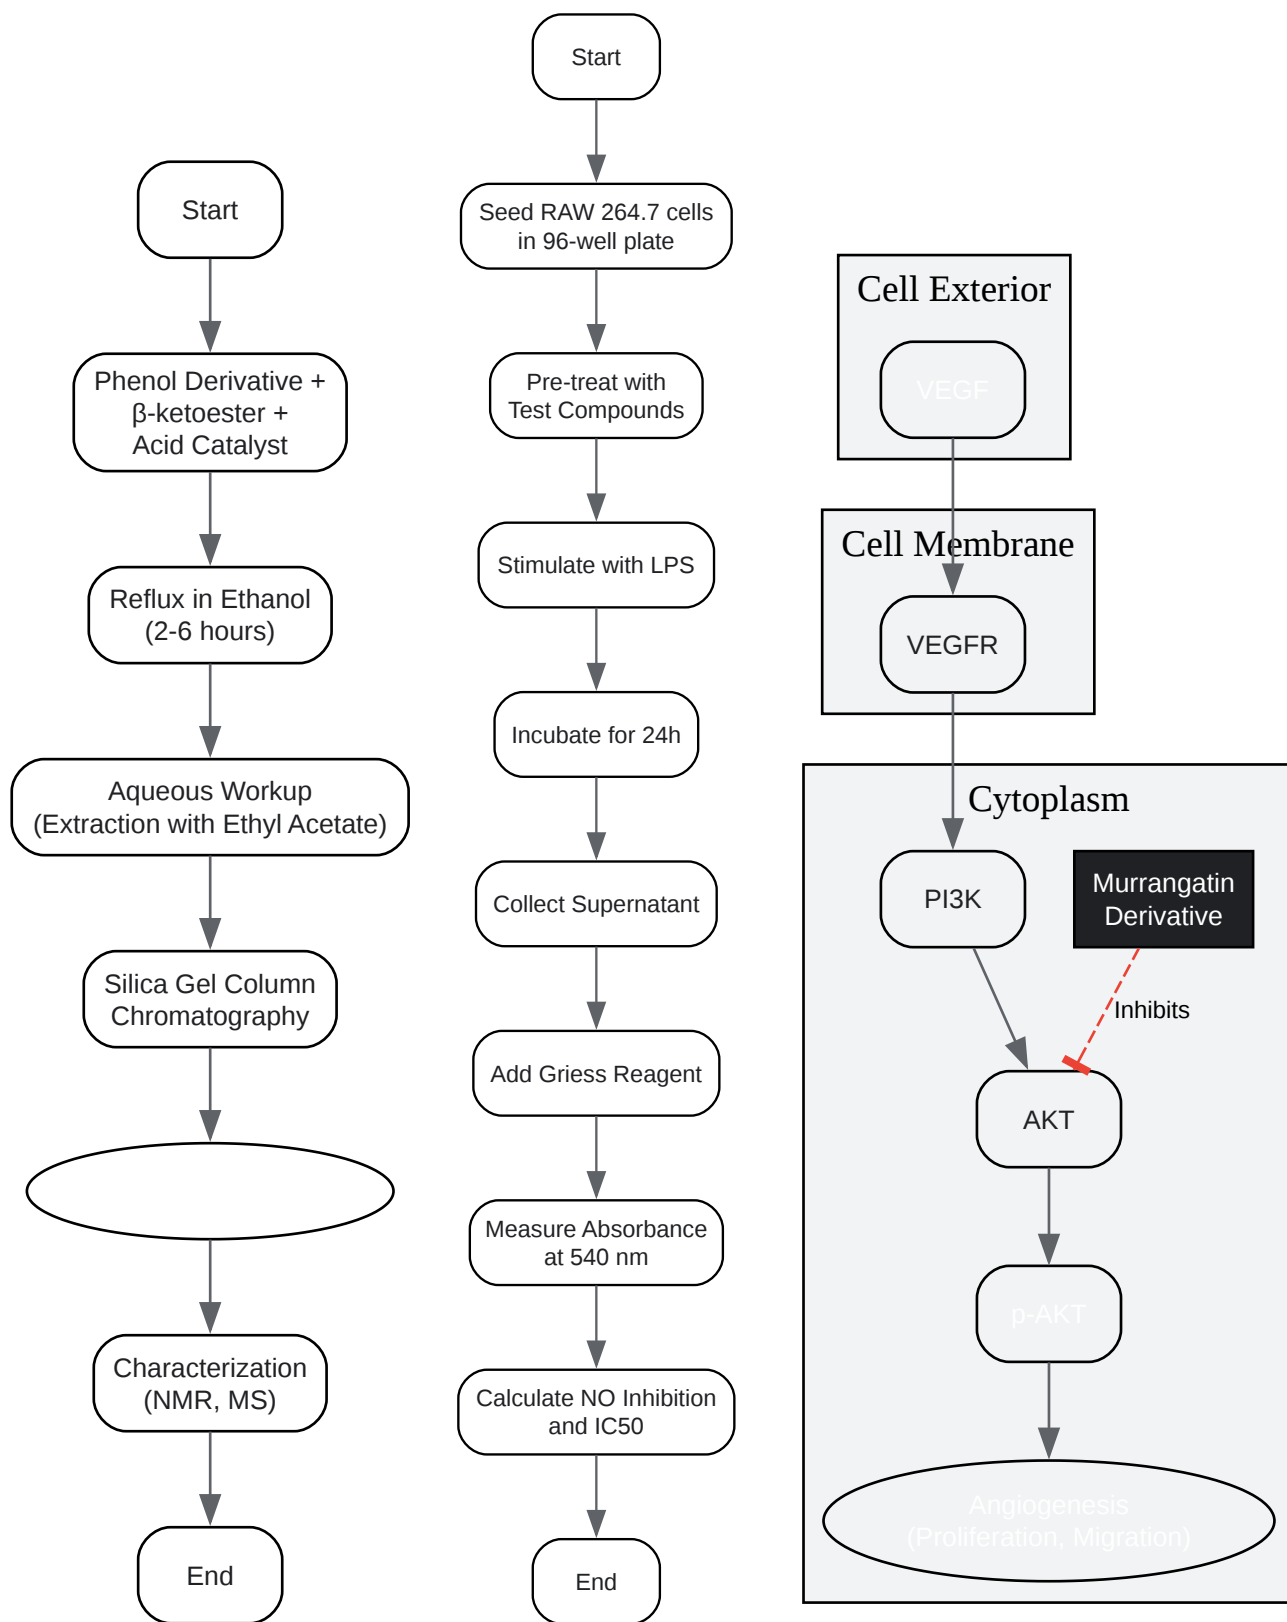 Start
Phenol Derivative +
β-ketoester +
Acid Catalyst
Reflux in Ethanol
(2-6 hours)
Aqueous Workup
(Extraction with Ethyl Acetate)
Silica Gel Column
Chromatography
Characterization
(NMR, MS)
End
Start
Seed RAW 264.7 cells
in 96-well plate
Pre-treat with
Test Compounds
Stimulate with LPS
Incubate for 24h
Collect Supernatant
Add Griess Reagent
Measure Absorbance
at 540 nm
Calculate NO Inhibition
and IC50
End
Cell Exterior
VEGF
Cell Membrane
VEGFR
Cytoplasm
PI3K
Murrangatin
Derivative
Inhibits
AKT
p-AKT
Angiogenesis
(Proliferation, Migration)